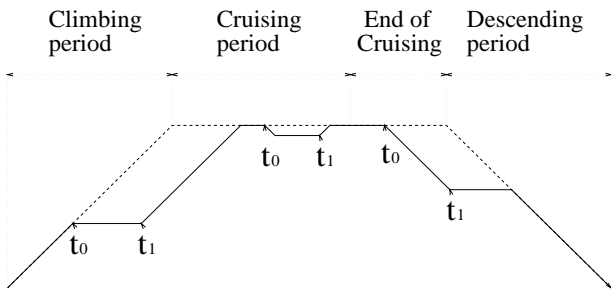 Climbing period
Cruising period
End of Cruising
Descending period
t0
t1
t0
t1
t0
t1